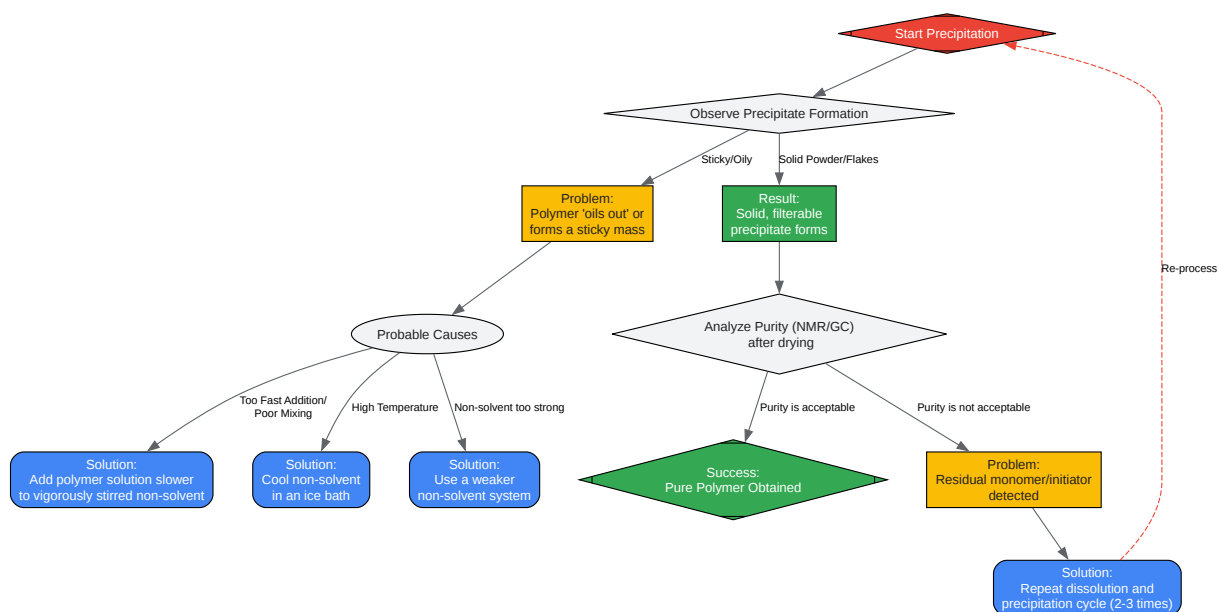 Start Precipitation
Observe Precipitate Formation
Sticky/Oily
Solid Powder/Flakes
Problem:
Polymer 'oils out' or
forms a sticky mass
Result:
Solid, filterable
precipitate forms
Re-process
Probable Causes
Analyze Purity (NMR/GC)
after drying
Too Fast Addition/
Poor Mixing
High Temperature
Non-solvent too strong
Purity is acceptable
Purity is not acceptable
Solution:
Add polymer solution slower
to vigorously stirred non-solvent
Solution:
Cool non-solvent
in an ice bath
Solution:
Use a weaker
non-solvent system
Success:
Pure Polymer Obtained
Problem:
Residual monomer/initiator
detected
Solution:
Repeat dissolution and
precipitation cycle (2-3 times)